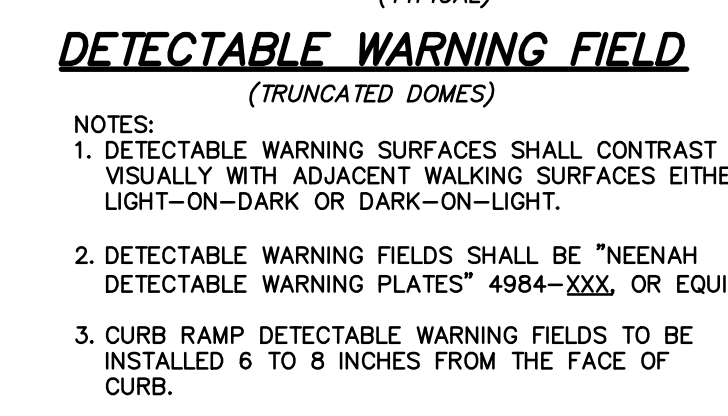 (TYPICAL)
DETECTABLE WARNING FIELD
(TRUNCATED DOMES)
NOTES:
1. DETECTABLE WARNING SURFACES SHALL CONTRAST
VISUALLY WITH ADJACENT WALKING SURFACES
LIGHT-ON-DARK OR DARK-ON-LIGHT.
2. DETECTABLE WARNING FIELDS SHALL BE "NEENAH
DETECTABLE WARNING PLATES" 4984-XXX, OR
3. CURB RAMP DETECTABLE WARNING FIELDS TO BE
INSTALLED 6 TO 8 INCHES FROM THE FACE OF
CURB.